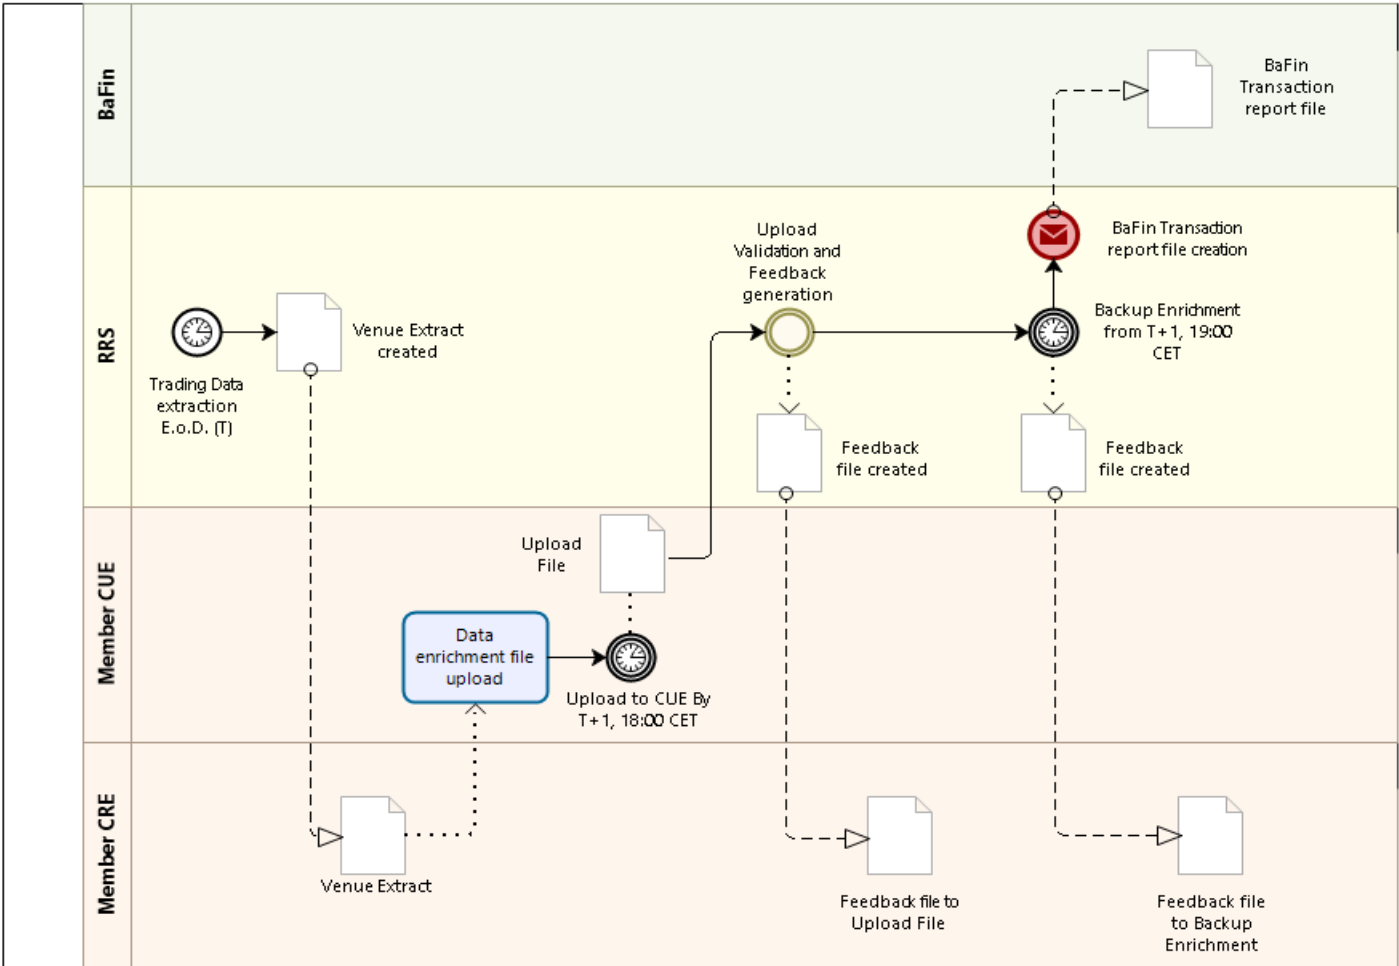 BaFin
BaFin
Transaction
report file
RRS
Trading Data
extraction
E.o.D. (T)
Venue Extract
created
Upload
Validation and
Feedback
generation
BaFin Transaction
report file creation
Backup Enrichment
from T+1, 19:00
CET
Feedback
file created
Feedback
file created
Member CUE
Upload
File
Data
enrichment file
upload
Upload to CUE By
T+1, 18:00 CET
Member CRE
Venue Extract
Feedback file to
Upload File
Feedback file
to Backup
Enrichment